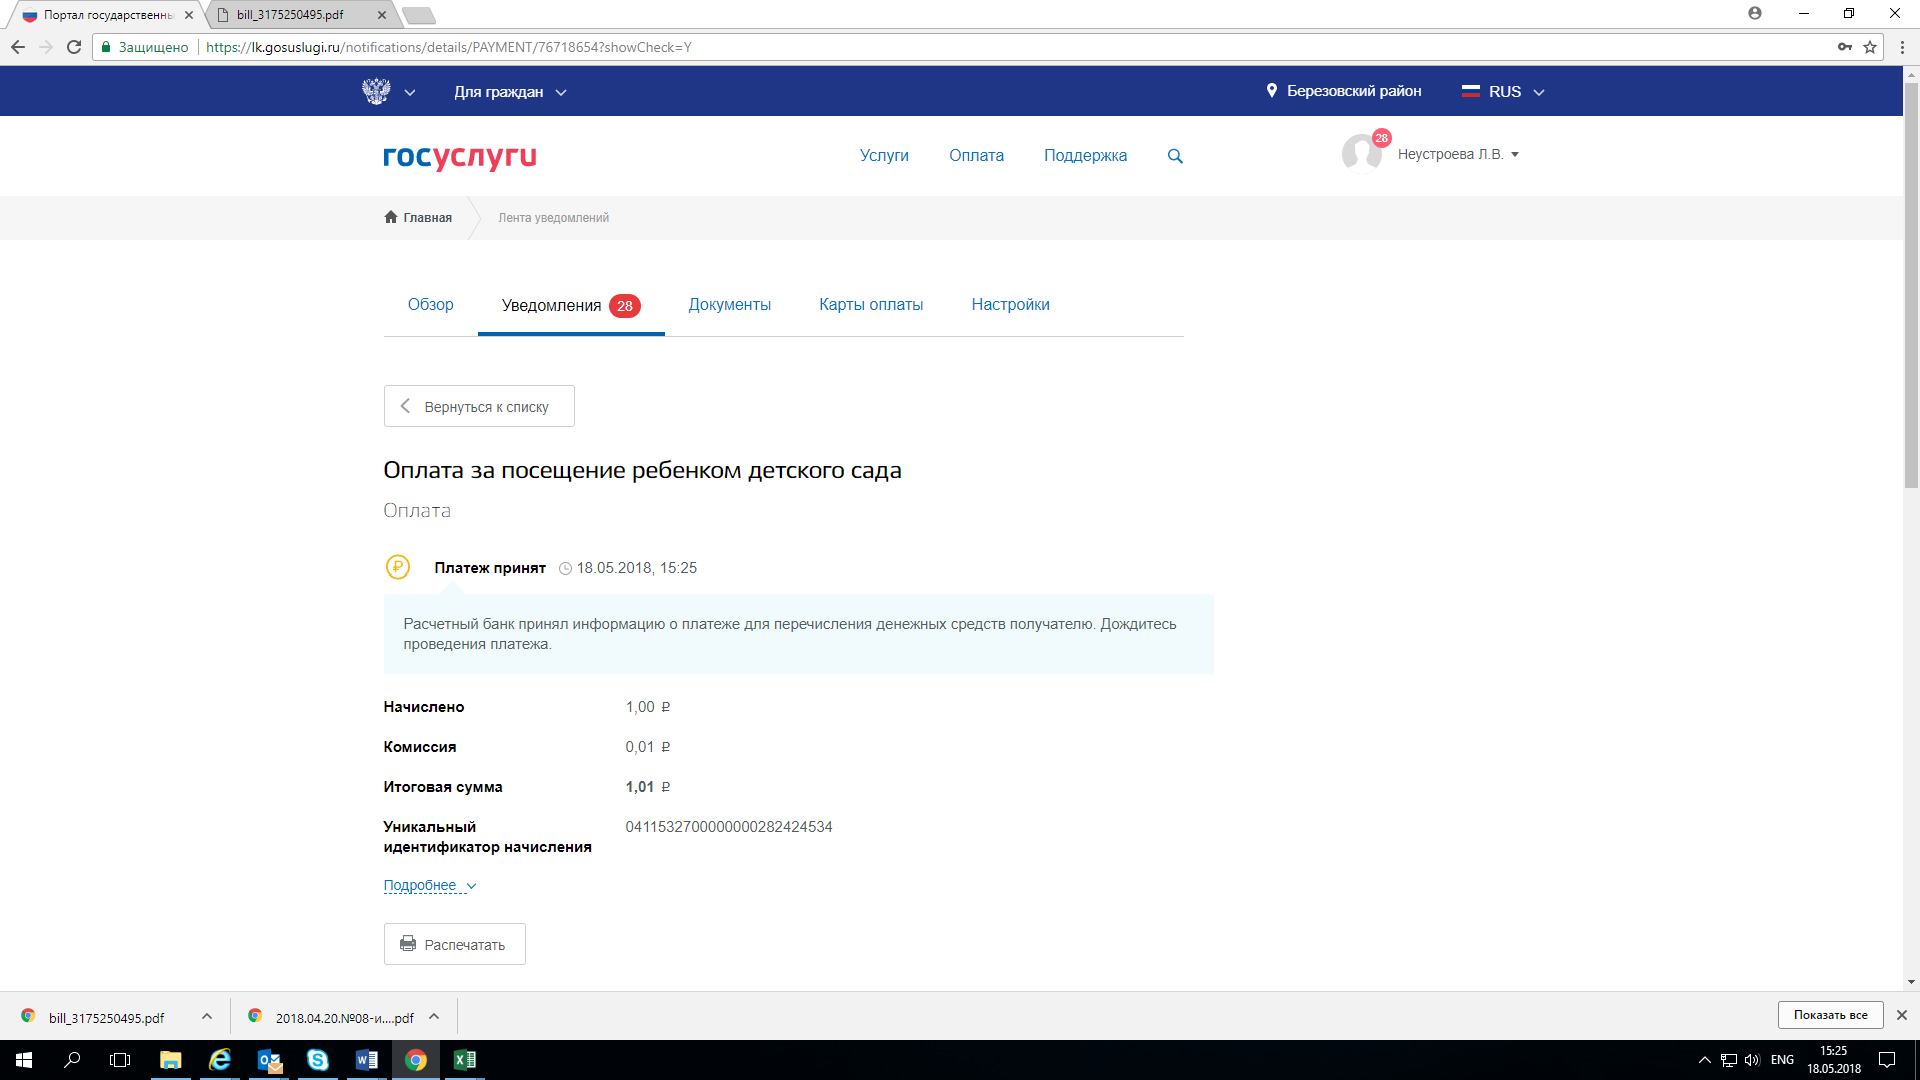 Портал государственны
bill_3175250495.pdf
Защищено
https://lk.gosuslugi.ru/notifications/details/PAYMENT/76718654?showCheck=Y
Для граждан
Березовский район
RUS
госуслуги
Услуги
Оплата
Поддержка
28
Неустроева Л.В.
Главная
Лента уведомлений
Обзор
Уведомления 28
Документы
Карты оплаты
Настройки
Вернуться к списку
Оплата за посещение ребенком детского сада
Оплата
Платеж принят 18.05.2018, 15:25
Расчетный банк принял информацию о платеже для перечисления денежных средств получателю. Дождитесь
проведения платежа.
Начислено 1,00 ₽
Комиссия 0,01 ₽
Итоговая сумма 1,01 ₽
Уникальный 0411532700000000282424534
идентификатор начисления
Подробнее
Распечатать
bill_3175250495.pdf
2018.04.20.№08-и....pdf
Показать все
ENG
15:25
18.05.2018